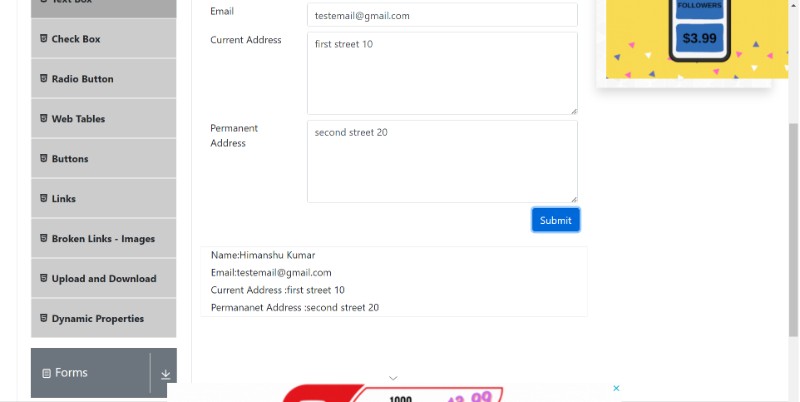 Text Box
Check Box
Radio Button
Web Tables
Buttons
Links
Broken Links - Images
Upload and Download
Dynamic Properties
Forms
Email
testemail@gmail.com
Current Address
first street 10
Permanent
Address
second street 20
Submit
Name:Himanshu Kumar
Email:testemail@gmail.com
Current Address :first street 10
Permananet Address :second street 20
FOLLOWERS
$3.99
1000